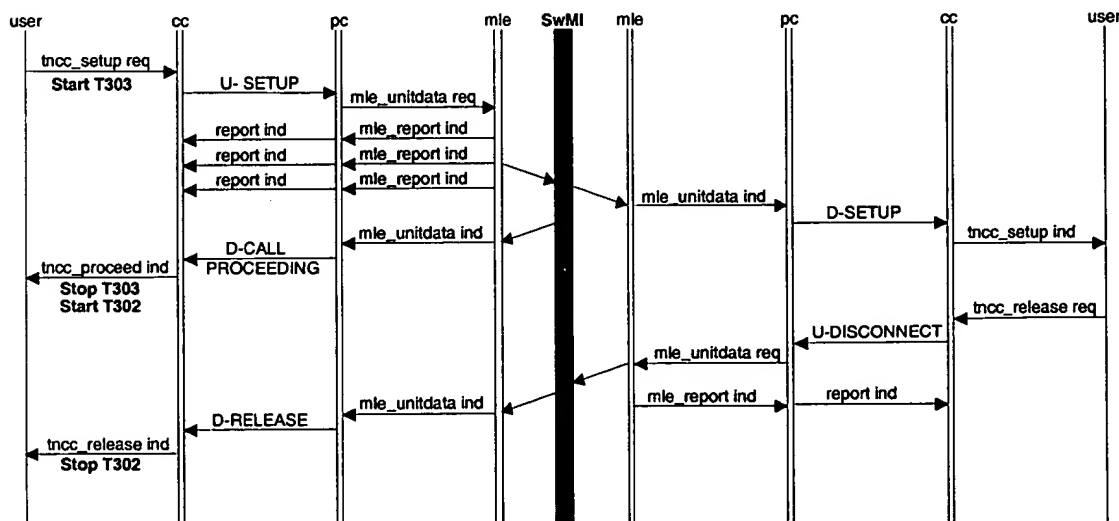 user cc pc mle SwMI mle pc cc user
tncc_setup req
Start T303
U- SETUP
mle_unitdata req
report ind mle_report ind
report ind mle_report ind
report ind mle_report ind
mle_unitdata ind
D-SETUP
tncc_setup ind
mle_unitdata ind
D-CALL
PROCEEDING
tncc_proceed ind
Stop T303
Start T302
tncc_release req
U-DISCONNECT
mle_unitdata req
mle_report ind report ind
mle_unitdata ind
D-RELEASE
tncc_release ind
Stop T302